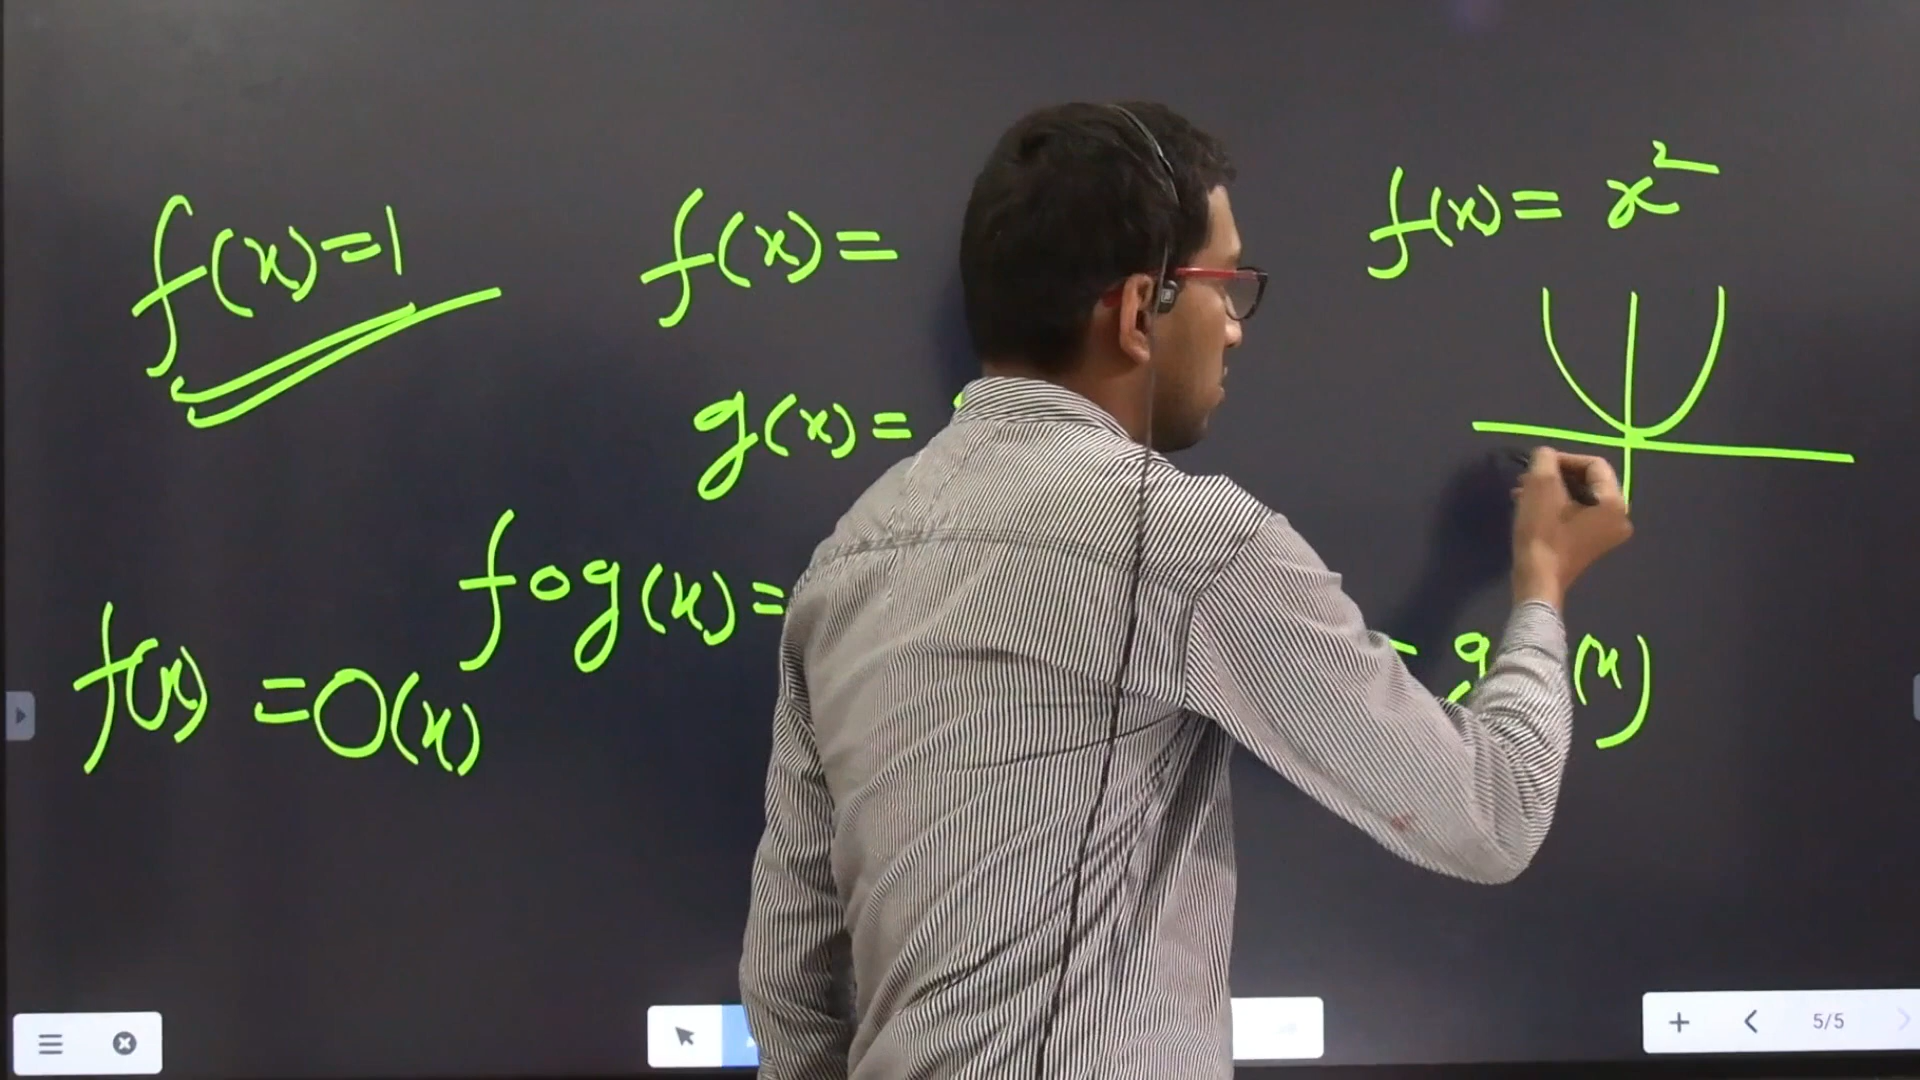 f(x)=1
f(x)=
f(x)= x²
g(x)=
fog(x)=
f(x) =O(x)
(x)
5/5